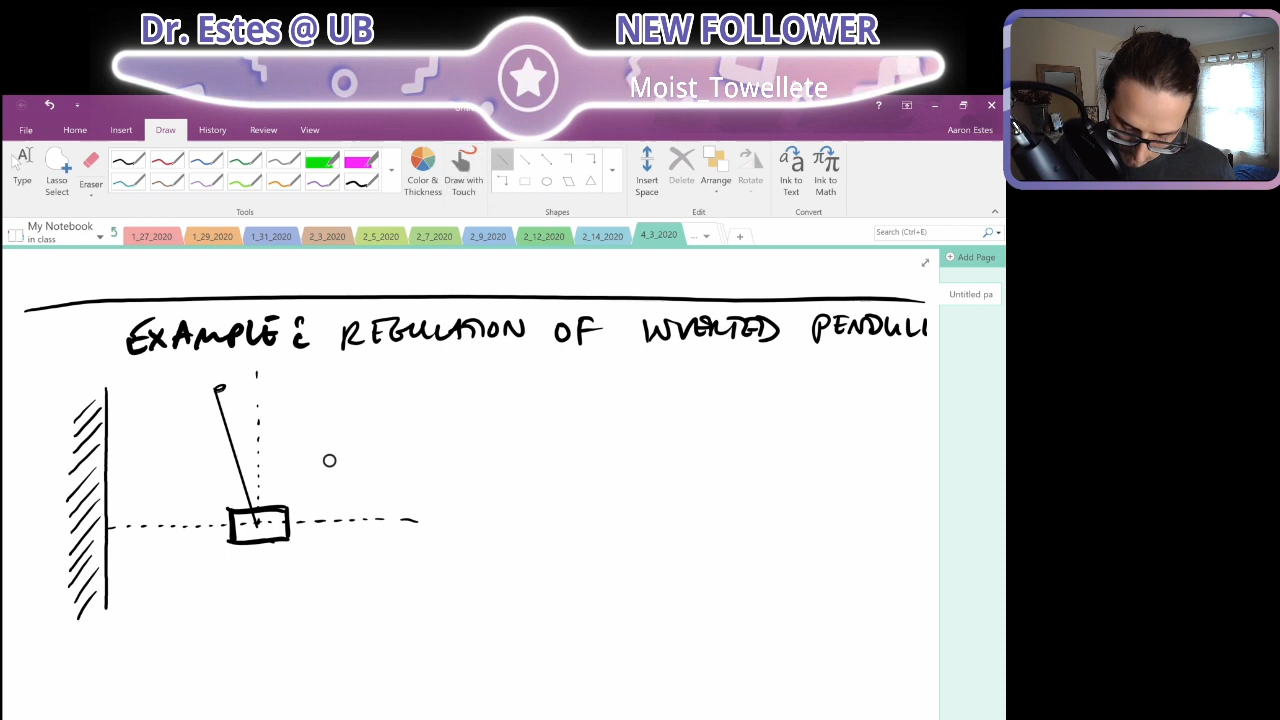 Dr. Estes @ UB
NEW FOLLOWER
Moist_Towellete
File Home Insert Draw History Review View
Aaron Estes
Type
Lasso Select
Eraser
Color & Thickness
Draw with Touch
Insert Space
Delete
Arrange
Rotate
Ink to Text
Ink to Math
Tools
Shapes
Edit
Convert
My Notebook
in class
1_27_2020 1_29_2020 1_31_2020 2_3_2020 2_5_2020 2_7_2020 2_9_2020 2_12_2020 2_14_2020 4_3_2020 ...
Search (Ctrl+E)
Add Page
Untitled pa
EXAMPLE: REGULATION OF INVERTED PENDUL